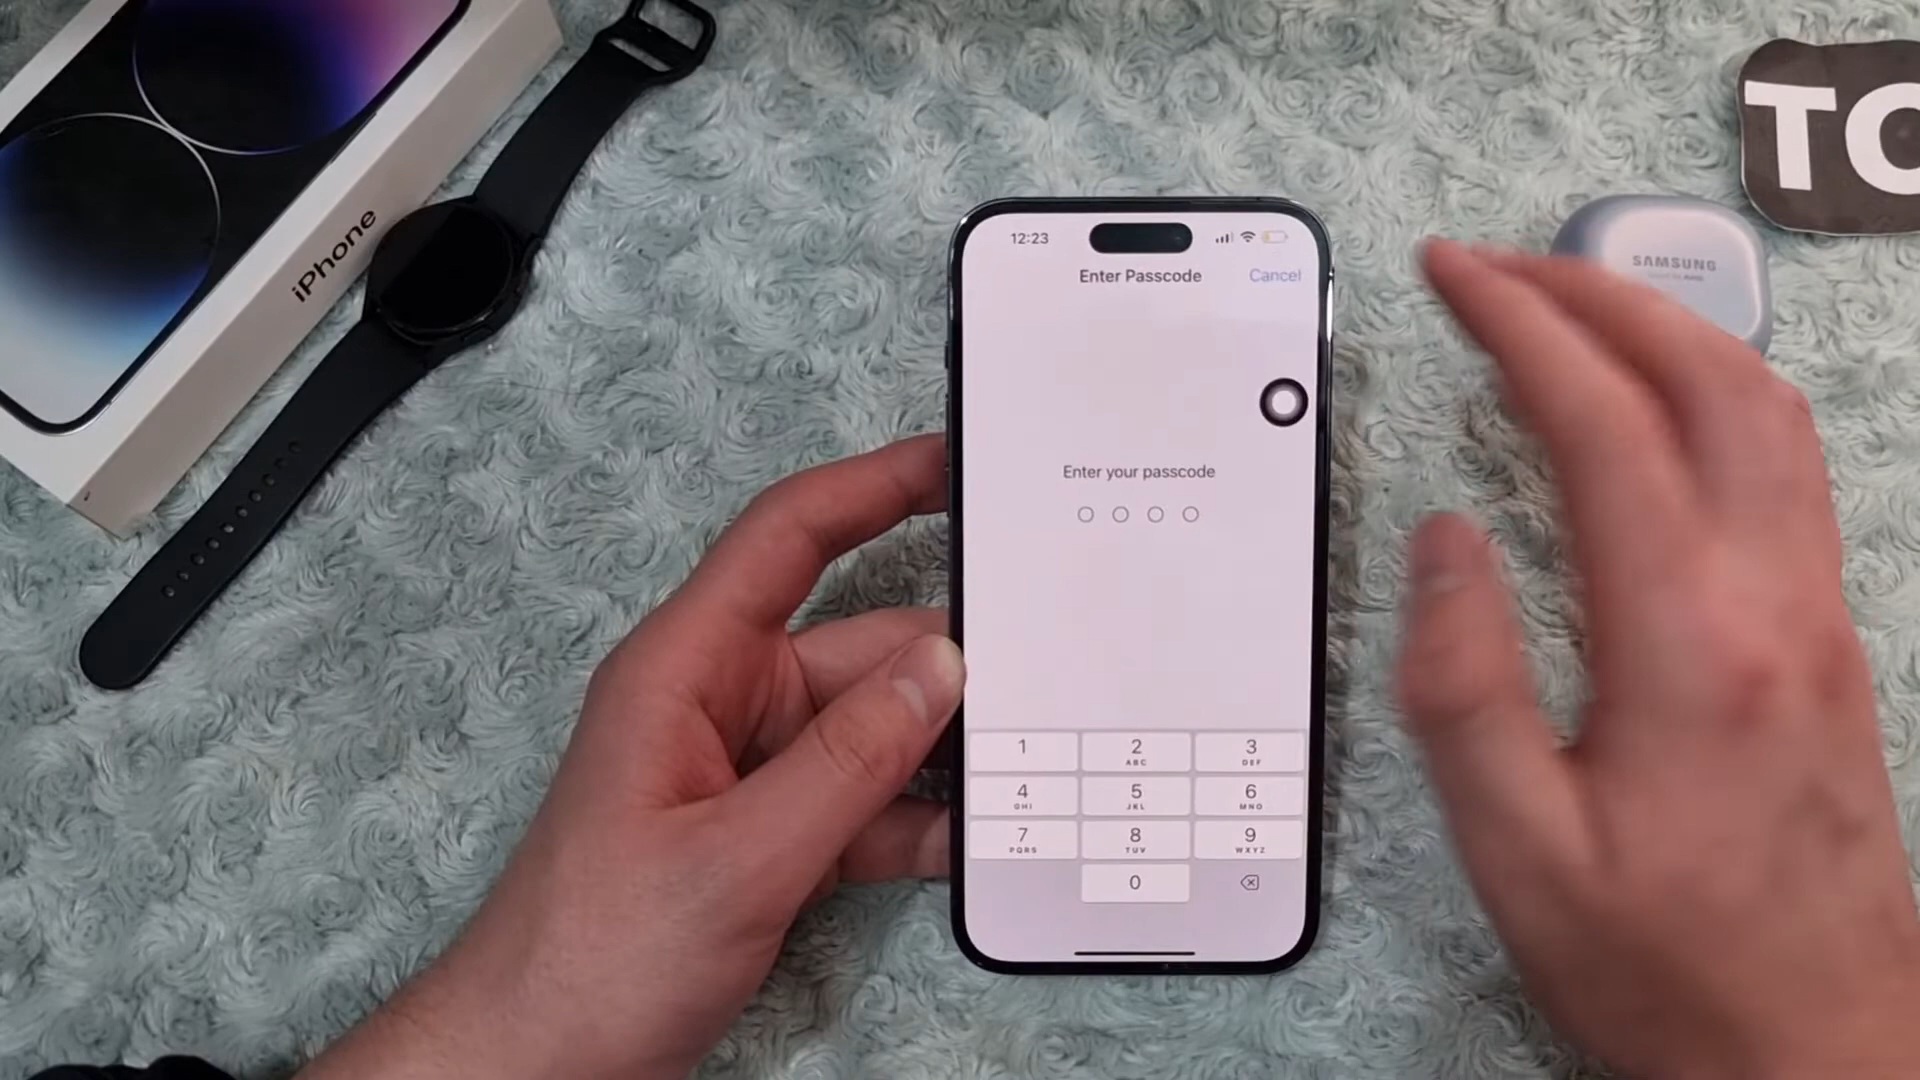 iPhone
TC
SAMSUNG
12:23
Enter Passcode
Cancel
Enter your passcode
1
2
ABC
3
DEF
4
GHI
5
JKL
6
MNO
7
PQRS
8
TUV
9
WXYZ
0